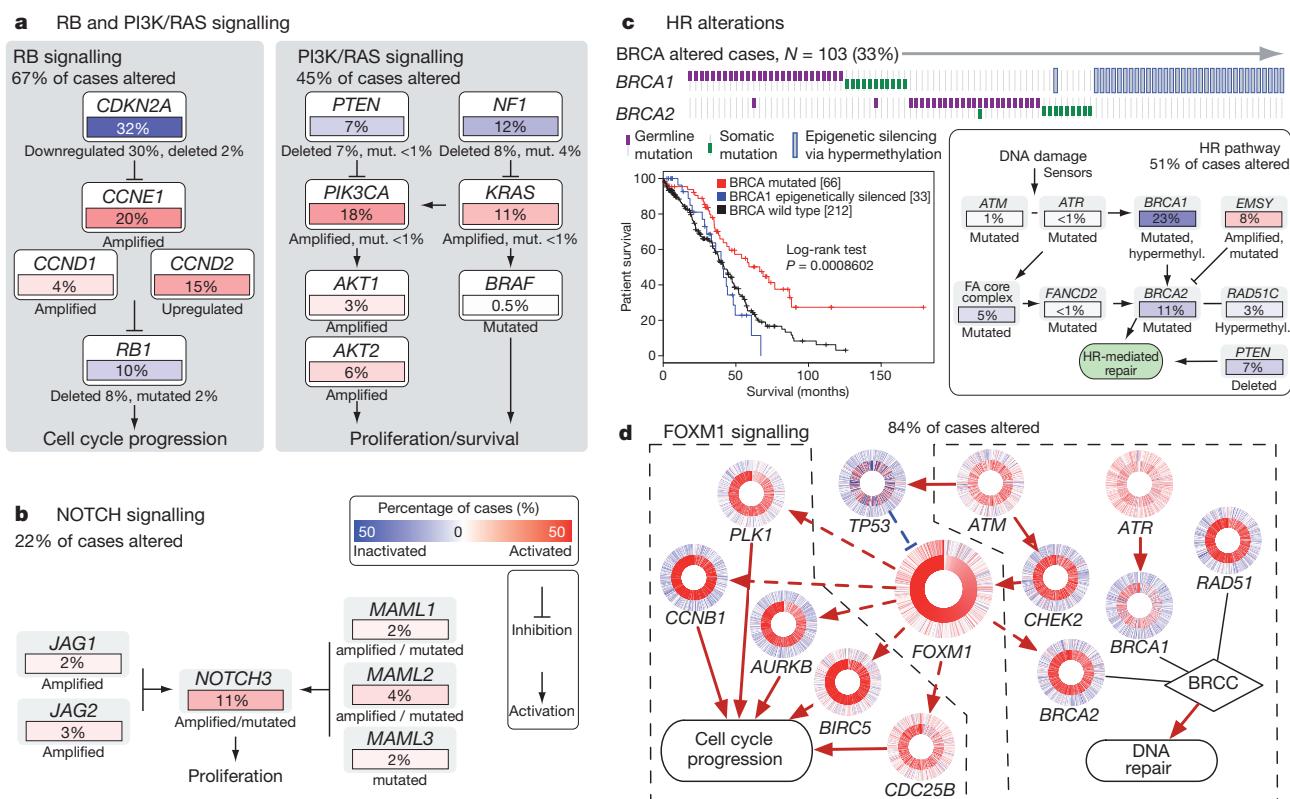 a RB and PI3K/RAS signalling
RB signalling
67% of cases altered
CDKN2A
32%
Downregulated 30%, deleted 2%
CCNE1
20%
Amplified
CCND1
4%
Amplified
CCND2
15%
Upregulated
RB1
10%
Deleted 8%, mutated 2%
Cell cycle progression
PI3K/RAS signalling
45% of cases altered
PTEN
7%
Deleted 7%, mut. <1%
NF1
12%
Deleted 8%, mut. 4%
PIK3CA
18%
Amplified, mut. <1%
KRAS
11%
Amplified, mut. <1%
AKT1
3%
Amplified
BRAF
0.5%
Mutated
AKT2
6%
Amplified
Proliferation/survival
b NOTCH signalling
22% of cases altered
Percentage of cases (%)
50 0 50
Inactivated Activated
Inhibition
Activation
JAG1
2%
Amplified
JAG2
3%
Amplified
NOTCH3
11%
Amplified/mutated
Proliferation
MAML1
2%
amplified / mutated
MAML2
4%
amplified / mutated
MAML3
2%
mutated
c HR alterations
BRCA altered cases, N = 103 (33%)
BRCA1
BRCA2
Germline mutation
Somatic mutation
Epigenetic silencing via hypermethylation
100
80
60
40
20
0
Patient survival
0 50 100 150
Survival (months)
BRCA mutated [66]
BRCA1 epigenetically silenced [33]
BRCA wild type [212]
Log-rank test
P = 0.0008602
HR pathway
51% of cases altered
DNA damage
Sensors
ATM
1%
Mutated
ATR
<1%
Mutated
BRCA1
23%
Mutated,
hypermethyl.
EMSY
8%
Amplified,
mutated
FA core
complex
5%
Mutated
FANCD2
<1%
Mutated
BRCA2
11%
Mutated
RAD51C
3%
Hypermethyl.
HR-mediated
repair
PTEN
7%
Deleted
d FOXM1 signalling
84% of cases altered
PLK1
TP53
ATM
ATR
RAD51
CCNB1
AURKB
FOXM1
CHEK2
BRCA1
BIRC5
BRCA2
BRCC
CDC25B
Cell cycle
progression
DNA
repair